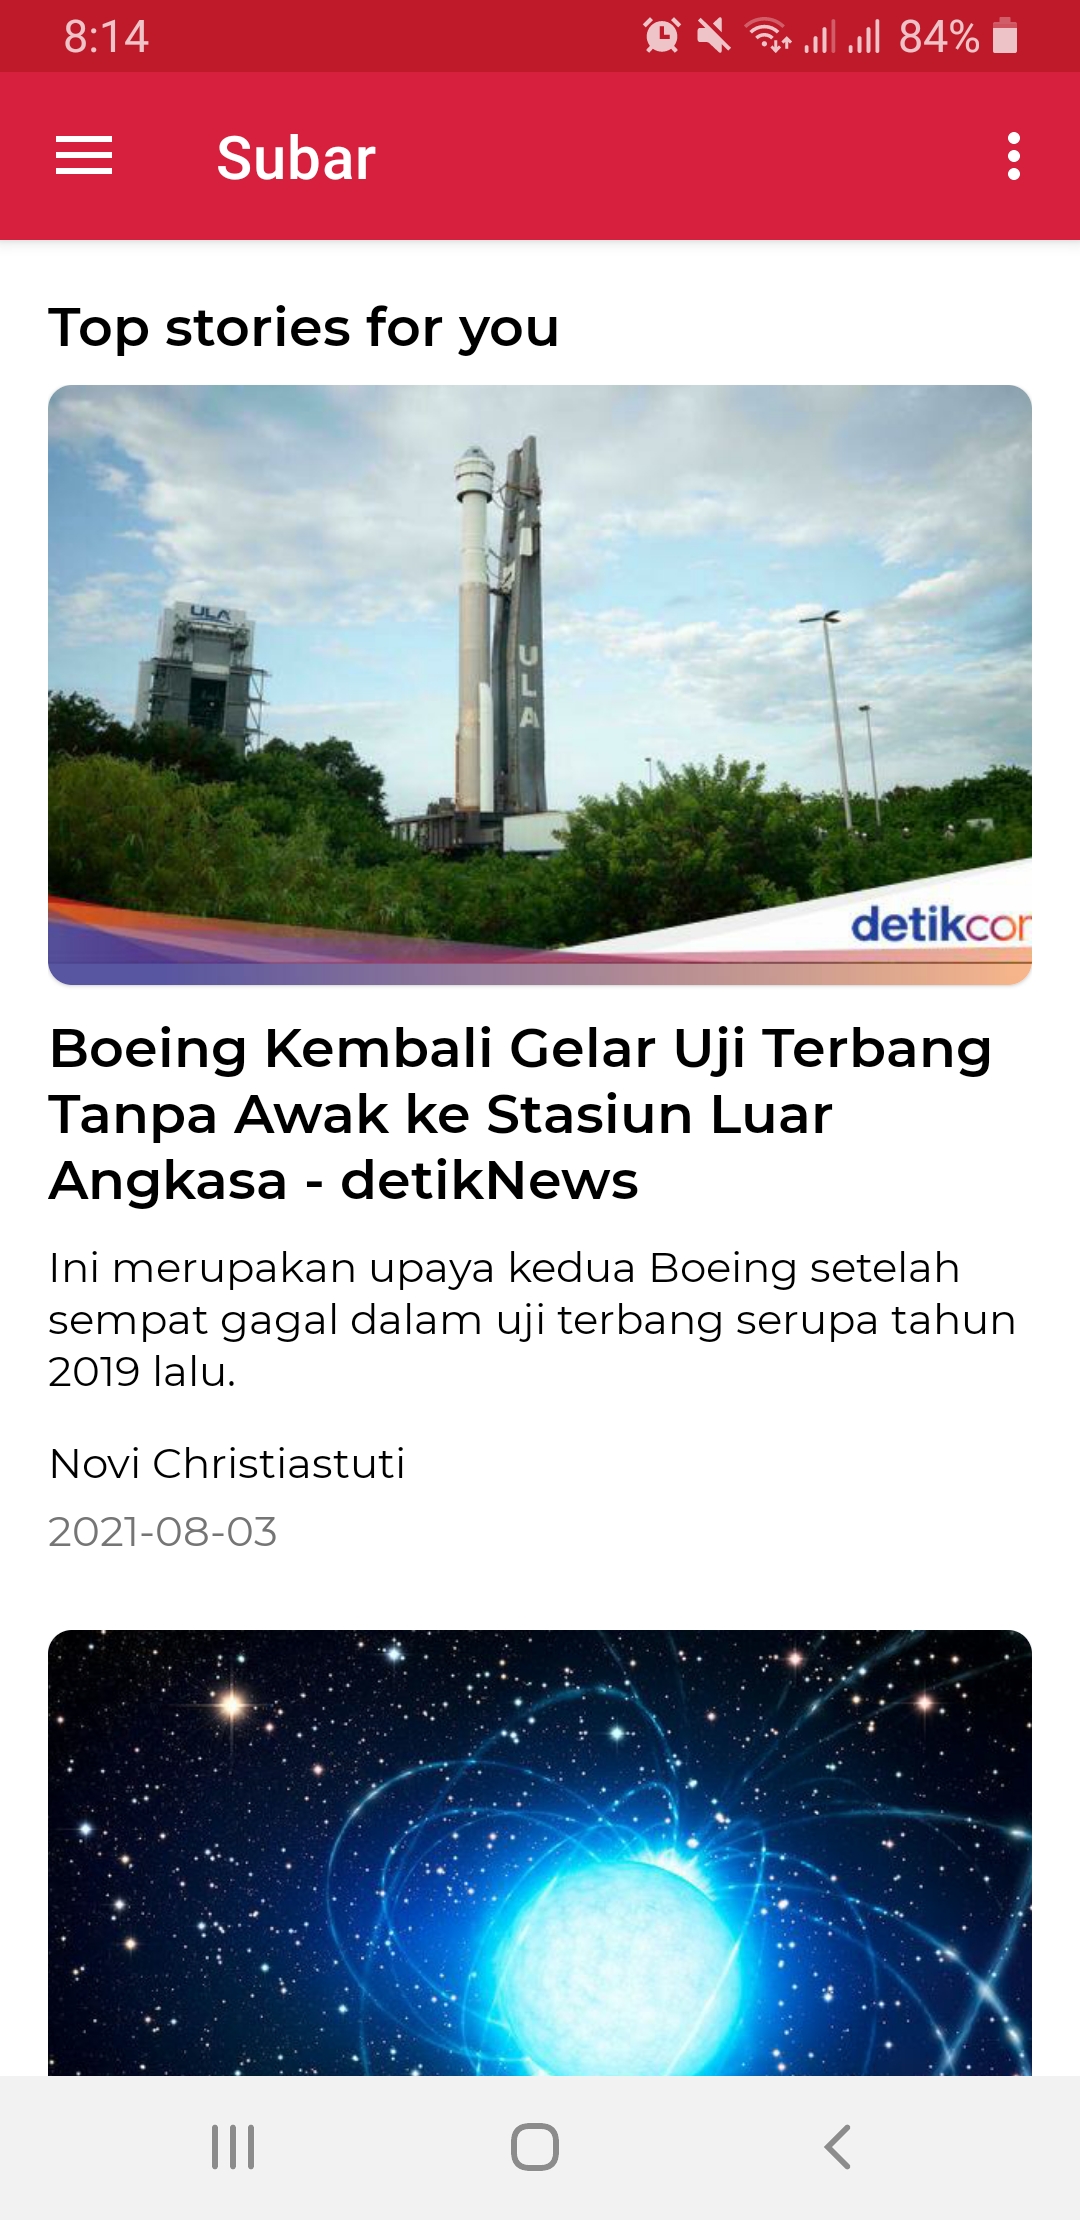 8:14
84%
Subar
Top stories for you
ULA
ULA
detikcor
Boeing Kembali Gelar Uji Terbang
Tanpa Awak ke Stasiun Luar
Angkasa - detikNews
Ini merupakan upaya kedua Boeing setelah
sempat gagal dalam uji terbang serupa tahun
2019 lalu.
Novi Christiastuti
2021-08-03